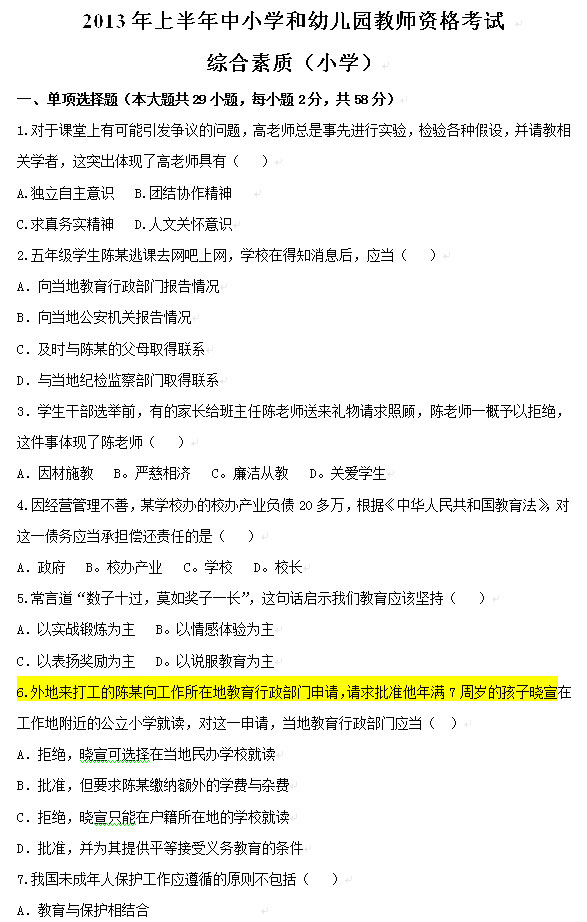 2013年上半年中小学和幼儿园教师资格考试
综合素质（小学）
一、单项选择题（本大题共29小题，每小题2分，共58分）
1.对于课堂上有可能引发争议的问题，高老师总是事先进行实验，检验各种假设，并请教相
关学者，这突出体现了高老师具有（ ）
A.独立自主意识 B.团结协作精神
C.求真务实精神 D.人文关怀意识
2.五年级学生陈某逃课去网吧上网，学校在得知消息后，应当（ ）
A．向当地教育行政部门报告情况
B．向当地公安机关报告情况
C．及时与陈某的父母取得联系
D．与当地纪检监察部门取得联系
3．学生干部选举前，有的家长给班主任陈老师送来礼物请求照顾，陈老师一概予以拒绝，
这件事体现了陈老师（ ）
A．因材施教 B。严慈相济 C。廉洁从教 D。关爱学生
4.因经营管理不善，某学校办的校办产业负债20多万，根据《中华人民共和国教育法》，对
这一债务应当承担偿还责任的是（ ）
A．政府 B。校办产业 C。学校 D。校长
5.常言道“数子十过，莫如奖子一长”，这句话启示我们教育应该坚持（ ）
A．以实战锻炼为主 B。以情感体验为主
C．以表扬奖励为主 D。以说服教育为主
6.外地来打工的陈某向工作所在地教育行政部门申请，请求批准他年满7周岁的孩子晓宣在
工作地附近的公立小学就读，对这一申请，当地教育行政部门应当（ ）
A．拒绝，晓宣可选择在当地民办学校就读
B．批准，但要求陈某缴纳额外的学费与杂费
C．拒绝，晓宣只能在户籍所在地的学校就读
D．批准，并为其提供平等接受义务教育的条件
7.我国未成年人保护工作应遵循的原则不包括（ ）
A．教育与保护相结合